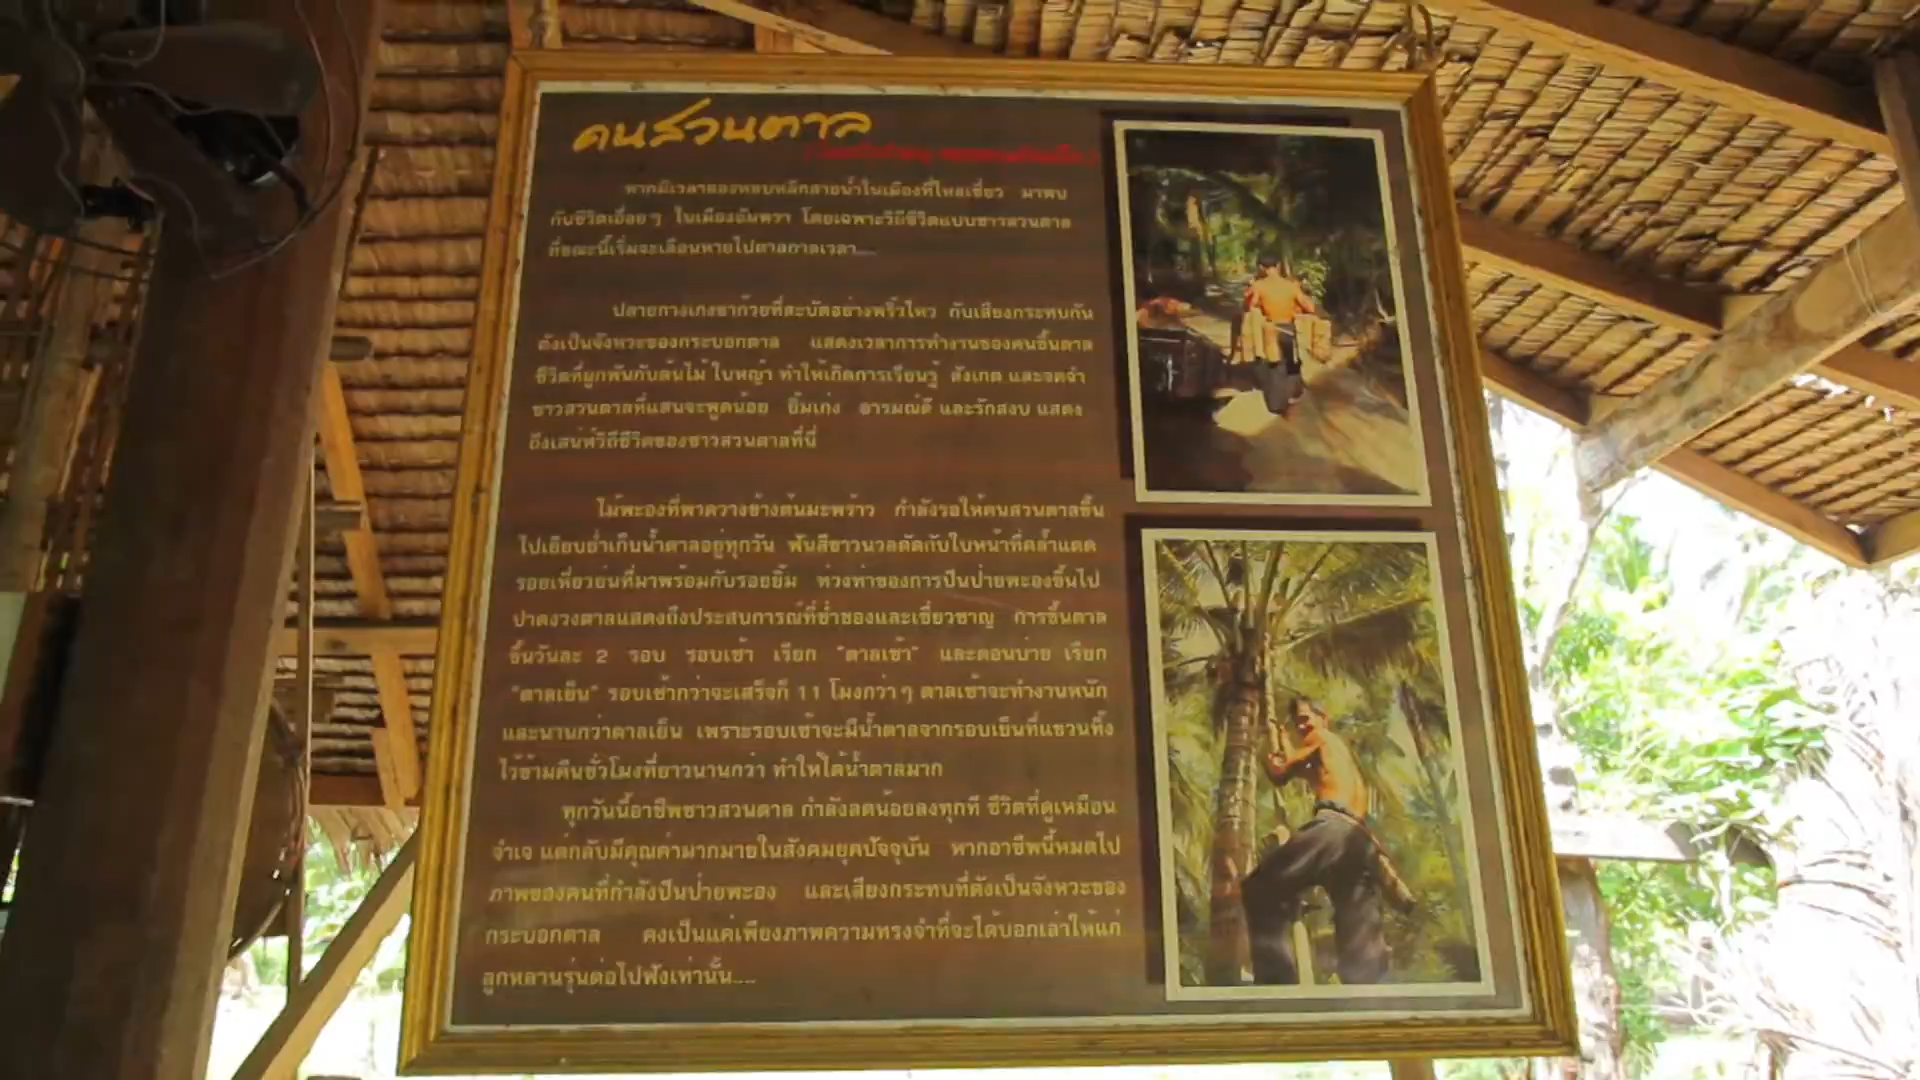 คนสวนตาล
หากมีเวลาลองหลบหลีกสายน้ำในเมืองที่ไหลเชี่ยว มาพบ
กับชีวิตเอื่อยๆ ในเมืองอัมพวา โดยเฉพาะวิถีชีวิตแบบชาวสวนตาล
ที่ขณะนี้เริ่มจะเลือนหายไปตามกาลเวลา....
ปลายกางเกงขาก๊วยที่สะบัดอย่างพริ้วไหว กับเสียงกระทบกัน
ดังเป็นจังหวะของกระบอกตาล แสดงเวลาการทำงานของคนขึ้นตาล
ชีวิตที่ผูกพันกับต้นไม้ ใบหญ้า ทำให้เกิดการเรียนรู้ สังเกต และจดจำ
ชาวสวนตาลที่แสนจะพูดน้อย ยิ้มเก่ง อารมณ์ดี และรักสงบ แสดง
ถึงเสน่ห์วิถีชีวิตของชาวสวนตาลที่นี่
ไม้พะองที่พาดวางข้างต้นมะพร้าว กำลังรอให้คนสวนตาลขึ้น
ไปเยียบย่ำเก็บน้ำตาลอยู่ทุกวัน ฟันสีขาวนวลตัดกับใบหน้าที่คล้ำแดด
รอยเหี่ยวย่นที่มาพร้อมกับรอยยิ้ม ท่วงท่าของการปีนป่ายพะองขึ้นไป
ปาดงวงตาลแสดงถึงประสบการณ์ที่ช่ำชองและเชี่ยวชาญ การขึ้นตาล
ขึ้นวันละ 2 รอบ รอบเช้า เรียก "ตาลเช้า" และตอนบ่าย เรียก
"ตาลเย็น" รอบเช้ากว่าจะเสร็จก็ 11 โมงกว่าๆ ตาลเช้าจะทำงานหนัก
และนานกว่าตาลเย็น เพราะรอบเช้าจะมีน้ำตาลจากรอบเย็นที่แขวนทิ้ง
ไว้ข้ามคืนชั่วโมงที่ยาวนานกว่า ทำให้ได้น้ำตาลมาก
ทุกวันนี้อาชีพชาวสวนตาล กำลังลดน้อยลงทุกที ชีวิตที่ดูเหมือน
จำเจ แต่กลับมีคุณค่ามากมายในสังคมยุคปัจจุบัน หากอาชีพนี้หมดไป
ภาพของคนที่กำลังปีนป่ายพะอง และเสียงกระทบที่ดังเป็นจังหวะของ
กระบอกตาล คงเป็นแค่เพียงภาพความทรงจำที่จะได้บอกเล่าให้แก่
ลูกหลานรุ่นต่อไปฟังเท่านั้น....